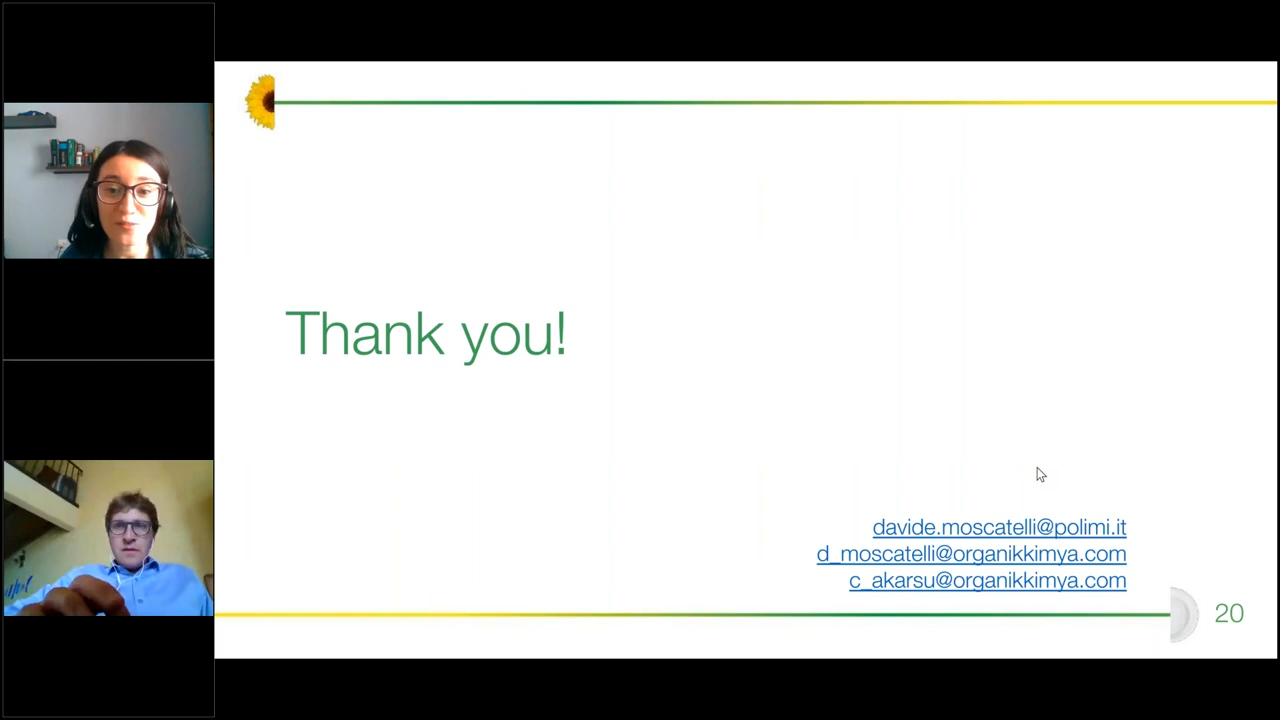 Thank you!
davide.moscatelli@polimi.it
d_moscatelli@organikkimya.com
c_akarsu@organikkimya.com
20